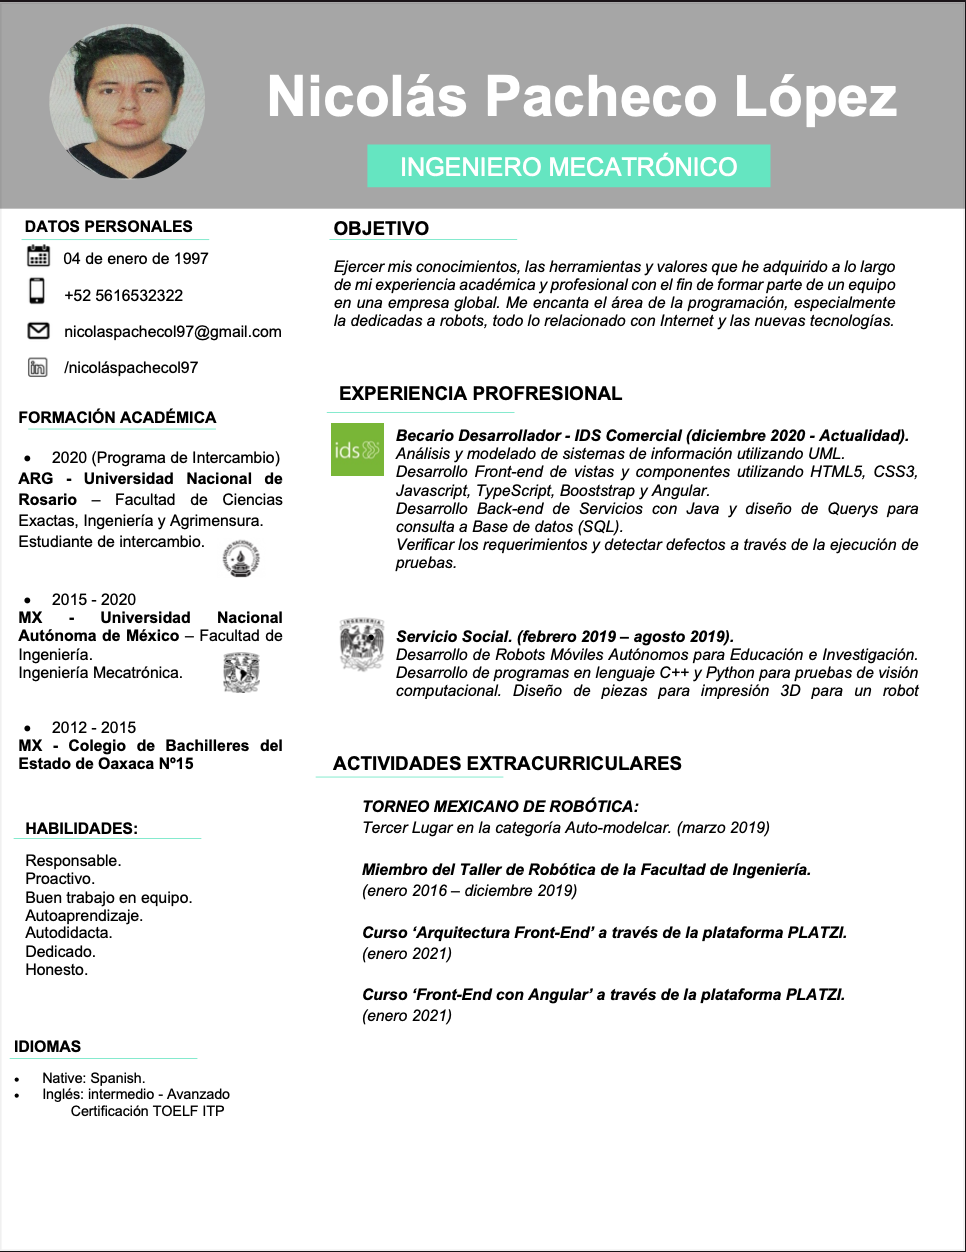 Nicolás Pacheco López
INGENIERO MECATRÓNICO
DATOS PERSONALES
04 de enero de 1997
+52 5616532322
nicolaspachecol97@gmail.com
in
/nicoláspachecol97
FORMACIÓN ACADÉMICA
• 2020 (Programa de Intercambio)
ARG - Universidad Nacional de
Rosario – Facultad de Ciencias
Exactas, Ingeniería y Agrimensura.
Estudiante de intercambio.
• 2015 - 2020
MX - Universidad Nacional
Autónoma de México – Facultad de
Ingeniería.
Ingeniería Mecatrónica.
• 2012 - 2015
MX - Colegio de Bachilleres del
Estado de Oaxaca Nº15
HABILIDADES:
Responsable.
Proactivo.
Buen trabajo en equipo.
Autoaprendizaje.
Autodidacta.
Dedicado.
Honesto.
IDIOMAS
• Native: Spanish.
• Inglés: intermedio - Avanzado
Certificación TOELF ITP
OBJETIVO
Ejercer mis conocimientos, las herramientas y valores que he adquirido a lo largo
de mi experiencia académica y profesional con el fin de formar parte de un equipo
en una empresa global. Me encanta el área de la programación, especialmente
la dedicadas a robots, todo lo relacionado con Internet y las nuevas tecnologías.
EXPERIENCIA PROFRESIONAL
ids
Becario Desarrollador - IDS Comercial (diciembre 2020 - Actualidad).
Análisis y modelado de sistemas de información utilizando UML.
Desarrollo Front-end de vistas y componentes utilizando HTML5, CSS3,
Javascript, TypeScript, Booststrap y Angular.
Desarrollo Back-end de Servicios con Java y diseño de Querys para
consulta a Base de datos (SQL).
Verificar los requerimientos y detectar defectos a través de la ejecución de
pruebas.
INGENIERIA
Servicio Social. (febrero 2019 – agosto 2019).
Desarrollo de Robots Móviles Autónomos para Educación e Investigación.
Desarrollo de programas en lenguaje C++ y Python para pruebas de visión
computacional. Diseño de piezas para impresión 3D para un robot
ACTIVIDADES EXTRACURRICULARES
TORNEO MEXICANO DE ROBÓTICA:
Tercer Lugar en la categoría Auto-modelcar. (marzo 2019)
Miembro del Taller de Robótica de la Facultad de Ingeniería.
(enero 2016 – diciembre 2019)
Curso ‘Arquitectura Front-End’ a través de la plataforma PLATZI.
(enero 2021)
Curso ‘Front-End con Angular’ a través de la plataforma PLATZI.
(enero 2021)